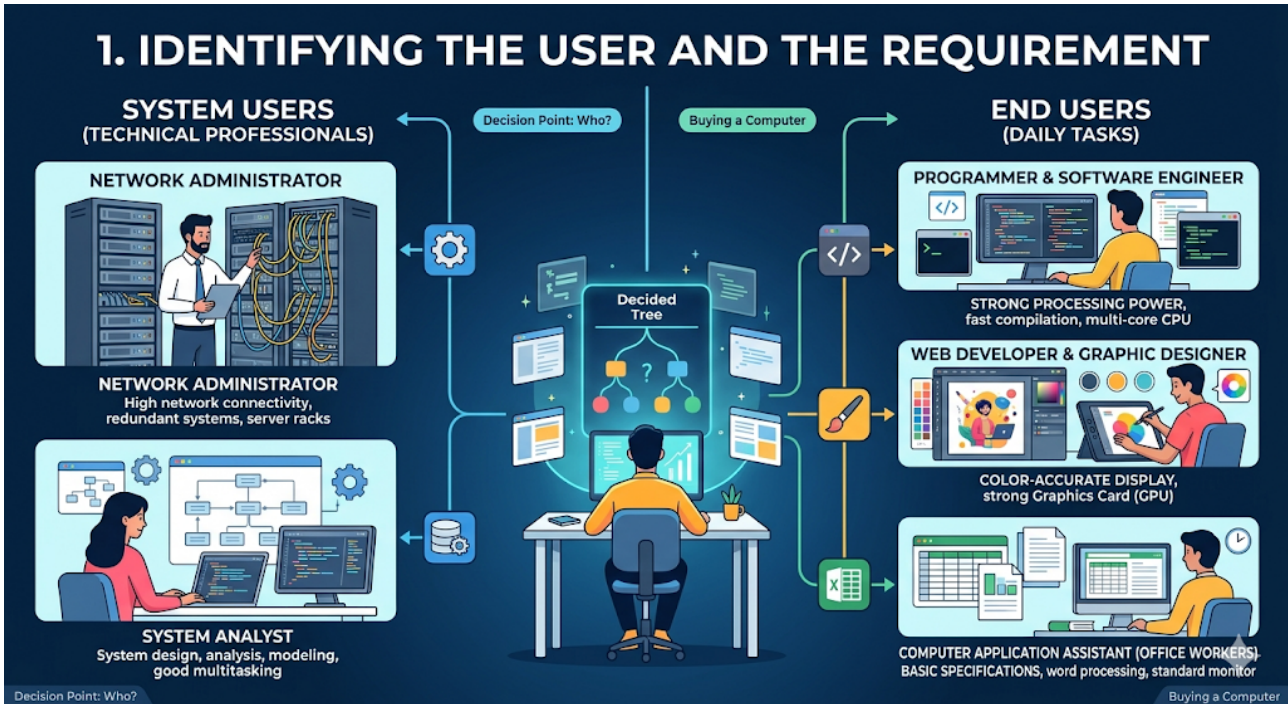 1. IDENTIFYING THE USER AND THE REQUIREMENT
SYSTEM USERS
(TECHNICAL PROFESSIONALS)
Decision Point: Who?
Buying a Computer
END USERS
(DAILY TASKS)
NETWORK ADMINISTRATOR
NETWORK ADMINISTRATOR
High network connectivity,
redundant systems, server racks
SYSTEM ANALYST
System design, analysis, modeling,
good multitasking
Decided
Tree
?
</>
X
PROGRAMMER & SOFTWARE ENGINEER
</>
>_
STRONG PROCESSING POWER,
fast compilation, multi-core CPU
WEB DEVELOPER & GRAPHIC DESIGNER
COLOR-ACCURATE DISPLAY,
strong Graphics Card (GPU)
COMPUTER APPLICATION ASSISTANT (OFFICE WORKERS)
BASIC SPECIFICATIONS, word processing, standard monitor
Decision Point: Who?
Buying a Computer